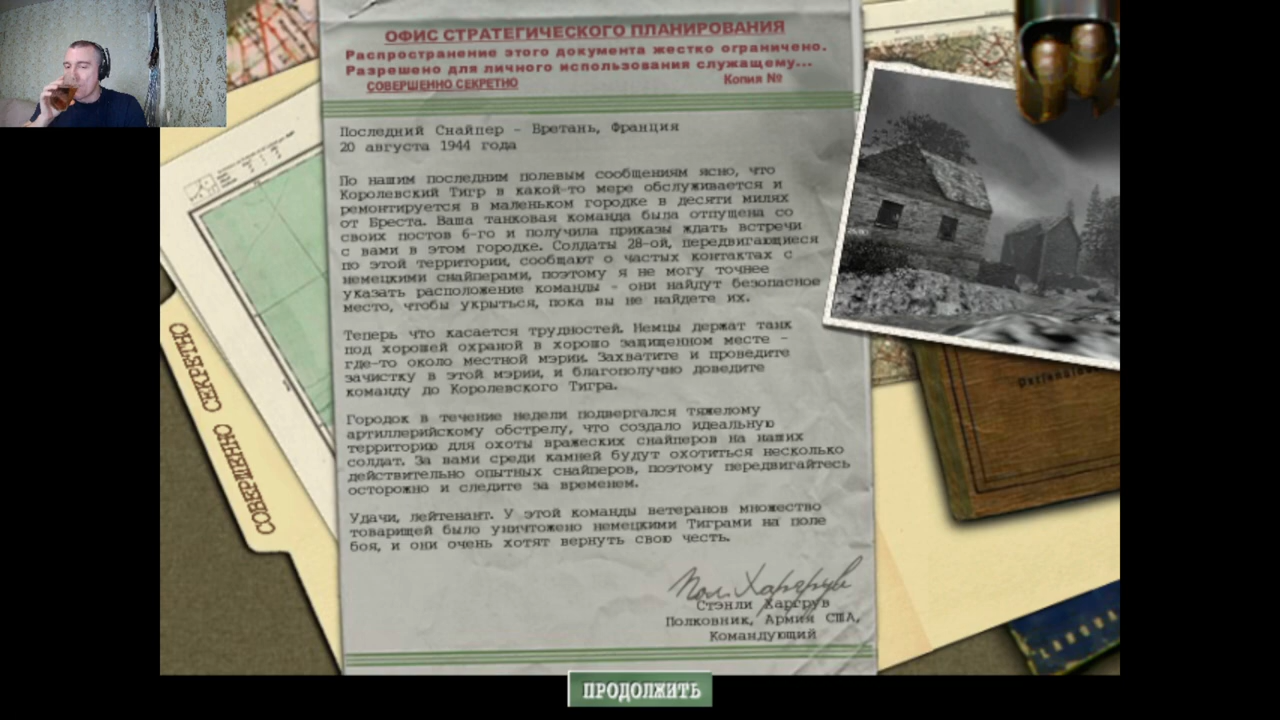 ОФИС СТРАТЕГИЧЕСКОГО ПЛАНИРОВАНИЯ
Распространение этого документа жестко ограничено.
Разрешено для личного использования служащему...
СОВЕРШЕННО СЕКРЕТНО Копия №
Последний Снайпер - Бретань, Франция
20 августа 1944 года
По нашим последним полевым сообщениям ясно, что
Королевский Тигр в какой-то мере обслуживается и
ремонтируется в маленьком городке в десяти милях
от Бреста. Ваша танковая команда была отпущена со
своих постов 6-го и получила приказы ждать встречи
с вами в этом городке. Солдаты 28-ой, передвигающиеся
по этой территории, сообщают о частых контактах с
немецкими снайперами, поэтому я не могу точнее
указать расположение команды - они найдут безопасное
место, чтобы укрыться, пока вы не найдете их.
Теперь что касается трудностей. Немцы держат танк
под хорошей охраной в хорошо защищенном месте -
где-то около местной мэрии. Захватите и проведите
зачистку в этой мэрии, и благополучно доведите
команду до Королевского Тигра.
Городок в течение недели подвергался тяжелому
артиллерийскому обстрелу, что создало идеальную
территорию для охоты вражеских снайперов на наших
солдат. За вами среди камней будут охотиться несколько
действительно опытных снайперов, поэтому передвигайтесь
осторожно и следите за временем.
Удачи, лейтенант. У этой команды ветеранов множество
товарищей было уничтожено немецкими Тиграми на поле
боя, и они очень хотят вернуть свою честь.
Стэнли Харгрув
Полковник, Армия США,
Командующий
СОВЕРШЕННО СЕКРЕТНО
ПРОДОЛЖИТЬ